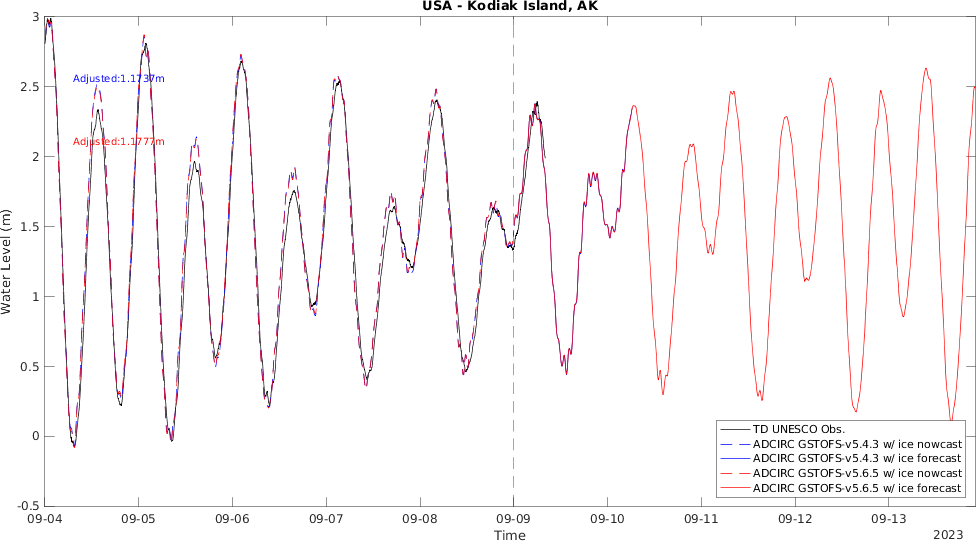 USA - Kodiak Island, AK
Water Level (m)
3
2.5
2
1.5
1
0.5
0
-0.5
Adjusted:1.1737m
Adjusted:1.1777m
TD UNESCO Obs.
ADCIRC GSTOFS-v5.4.3 w/ ice nowcast
ADCIRC GSTOFS-v5.4.3 w/ ice forecast
ADCIRC GSTOFS-v5.6.5 w/ ice nowcast
ADCIRC GSTOFS-v5.6.5 w/ ice forecast
09-04 09-05 09-06 09-07 09-08 09-09 09-10 09-11 09-12 09-13
Time
2023